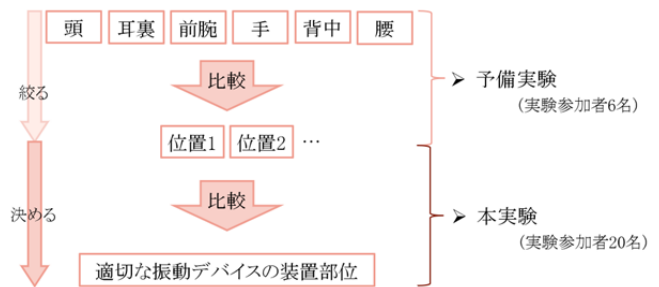 頭 耳裏 前腕 手 背中 腰
比較
絞る
➤ 予備実験
(実験参加者6名)
位置1 位置2 …
比較
決める
➤ 本実験
(実験参加者20名)
適切な振動デバイスの装置部位